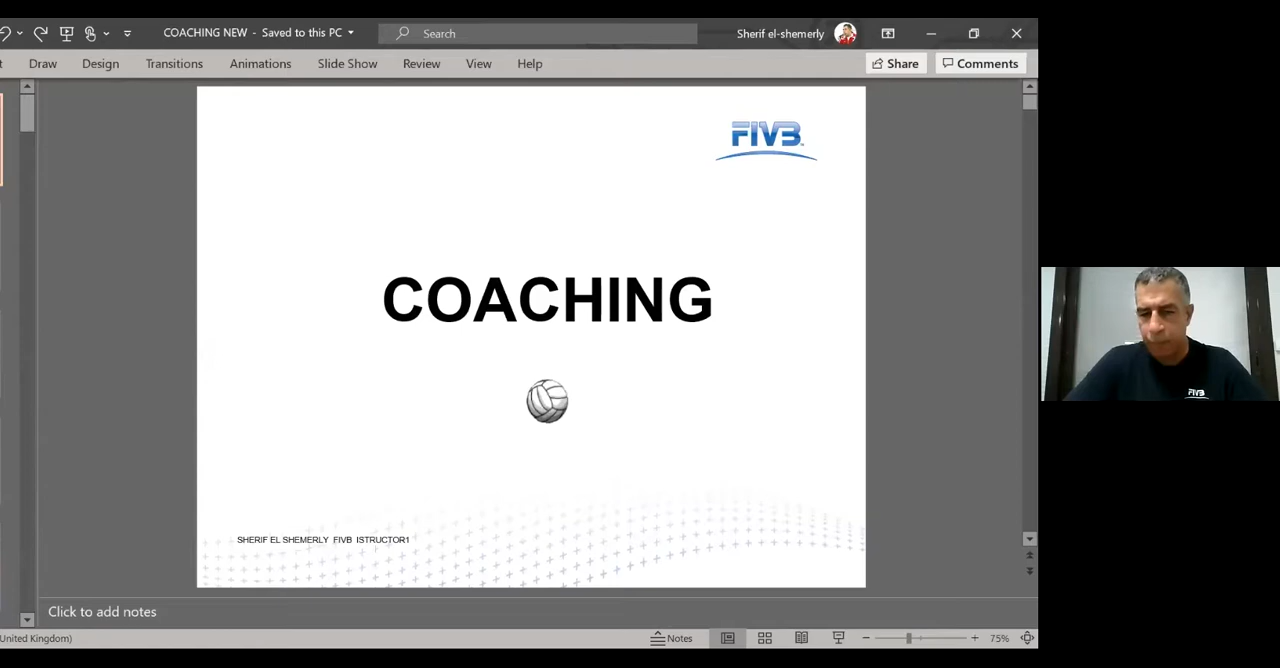 COACHING NEW - Saved to this PC
Search
Sherif el-shemerly
Draw
Design
Transitions
Animations
Slide Show
Review
View
Help
Share
Comments
FIVB
COACHING
SHERIF EL SHEMERLY FIVB ISTRUCTOR1
FIVB
Click to add notes
United Kingdom)
Notes
75%